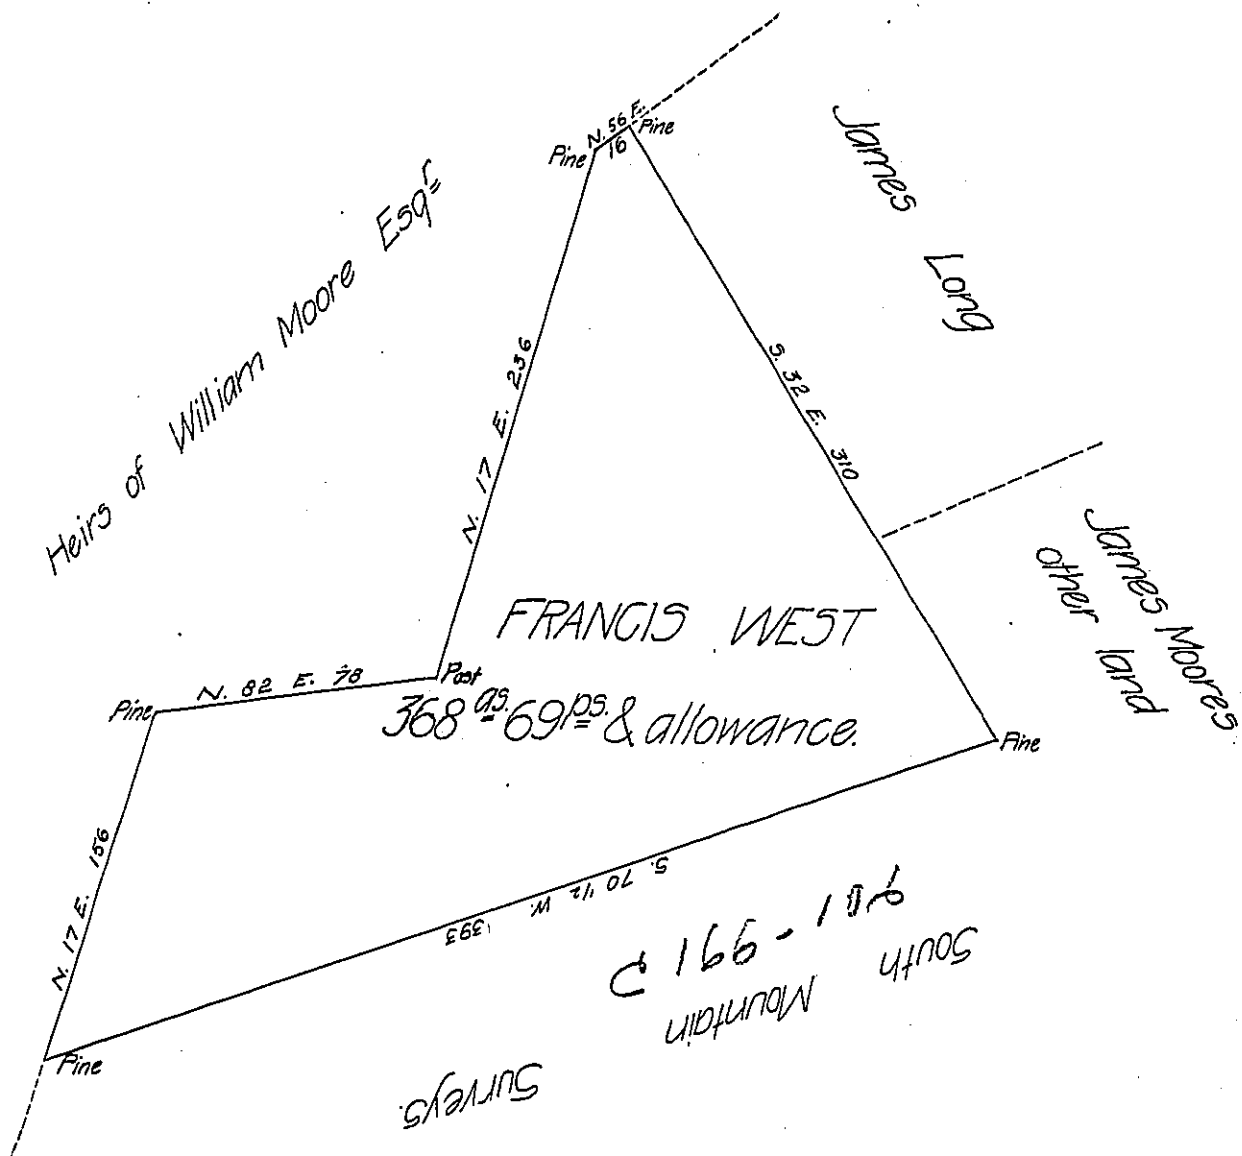 N. 56 E.
16
Pine
Pine
James Long
Heirs of William Moore Esqr
N. 17 E. 236
S. 32 E. 310
James Moores
other land
FRANCIS WEST
368 as. 69 ps. & allowance.
N. 82 E. 78
Post
Pine
Pine
N. 17 E. 156
S. 70 1/2 W. 393
Pine
South Mountain Surveys.